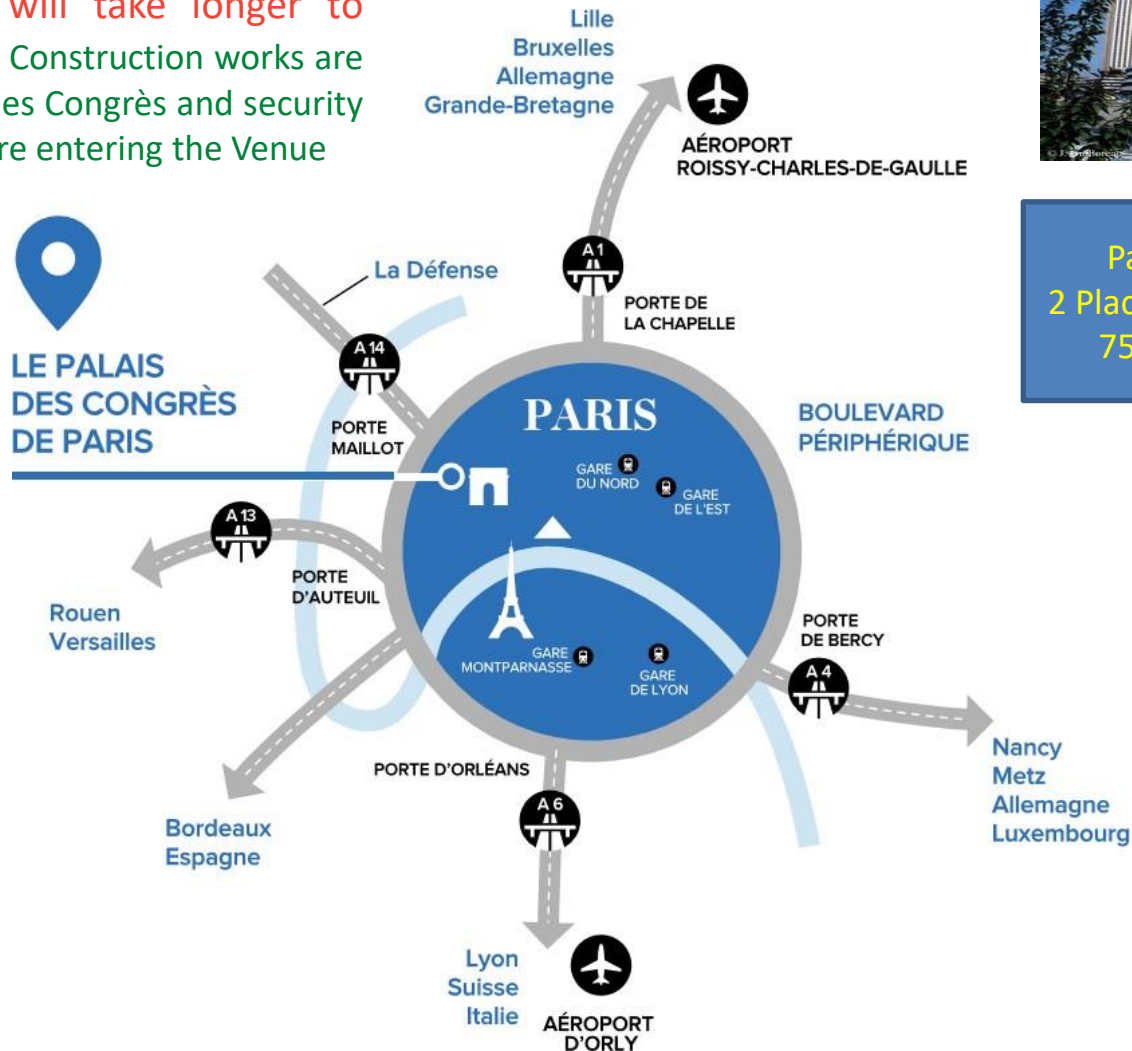 will take longer to
Construction works are
es Congrès and security
re entering the Venue
Lille
Bruxelles
Allemagne
Grande-Bretagne
AÉROPORT
ROISSY-CHARLES-DE-GAULLE
Pa
2 Plac
75
A1
La Défense
PORTE DE
LA CHAPELLE
A14
LE PALAIS
DES CONGRÈS
DE PARIS
PORTE
MAILLOT
PARIS
BOULEVARD
PÉRIPHÉRIQUE
GARE
DU NORD
GARE
DE L'EST
A13
PORTE
D'AUTEUIL
Rouen
Versailles
PORTE
DE BERCY
GARE
MONTPARNASSE
GARE
DE LYON
A4
PORTE D'ORLÉANS
Nancy
Metz
Allemagne
Luxembourg
A6
Bordeaux
Espagne
Lyon
Suisse
Italie
AÉROPORT
D'ORLY